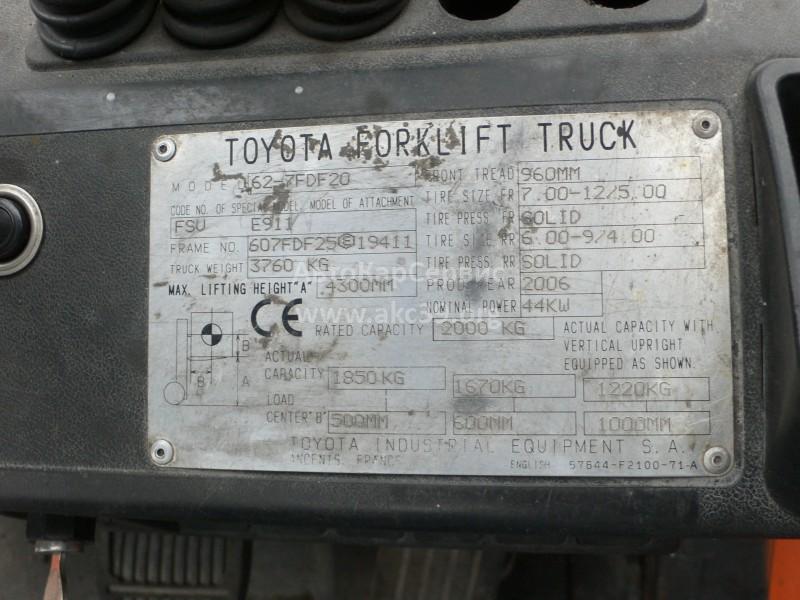 TOYOTA FORKLIFT TRUCK
MODEL 62-7FDF20
CODE NO. OF SPECIAL MODEL, MODEL OF ATTACHMENT
FSV E911
FRAME NO. 607FDF25 E 19411
TRUCK WEIGHT 3760 KG
MAX. LIFTING HEIGHT "A" 4300MM
FRONT TREAD 960MM
TIRE SIZE FR 7.00-12/5.00
TIRE PRESS FR SOLID
TIRE SIZE RR 6.00-9/4.00
TIRE PRESS. RR SOLID
PROD YEAR 2006
NOMINAL POWER 44KW
CE RATED CAPACITY 2000 KG
ACTUAL CAPACITY WITH
VERTICAL UPRIGHT
EQUIPPED AS SHOWN.
B
B
A
ACTUAL
CAPACITY 1850KG 1670KG 1220KG
LOAD
CENTER"B" 500MM 600MM 1000MM
TOYOTA INDUSTRIAL EQUIPMENT S.A.
ANCENIS, FRANCE
ENGLISH 57644-F2100-71-A
АвтоКарСервис